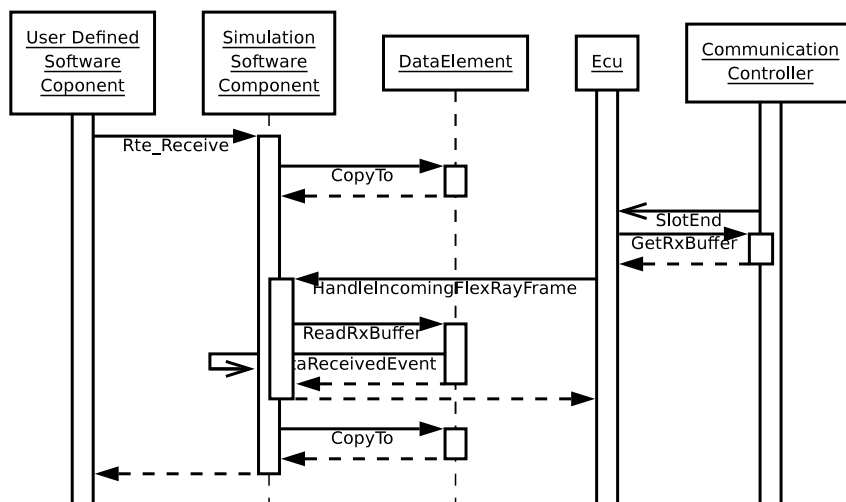 User Defined
Software
Coponent
Simulation
Software
Component
DataElement
Ecu
Communication
Controller
Rte_Receive
CopyTo
SlotEnd
GetRxBuffer
HandleIncomingFlexRayFrame
ReadRxBuffer
taReceivedEvent
CopyTo